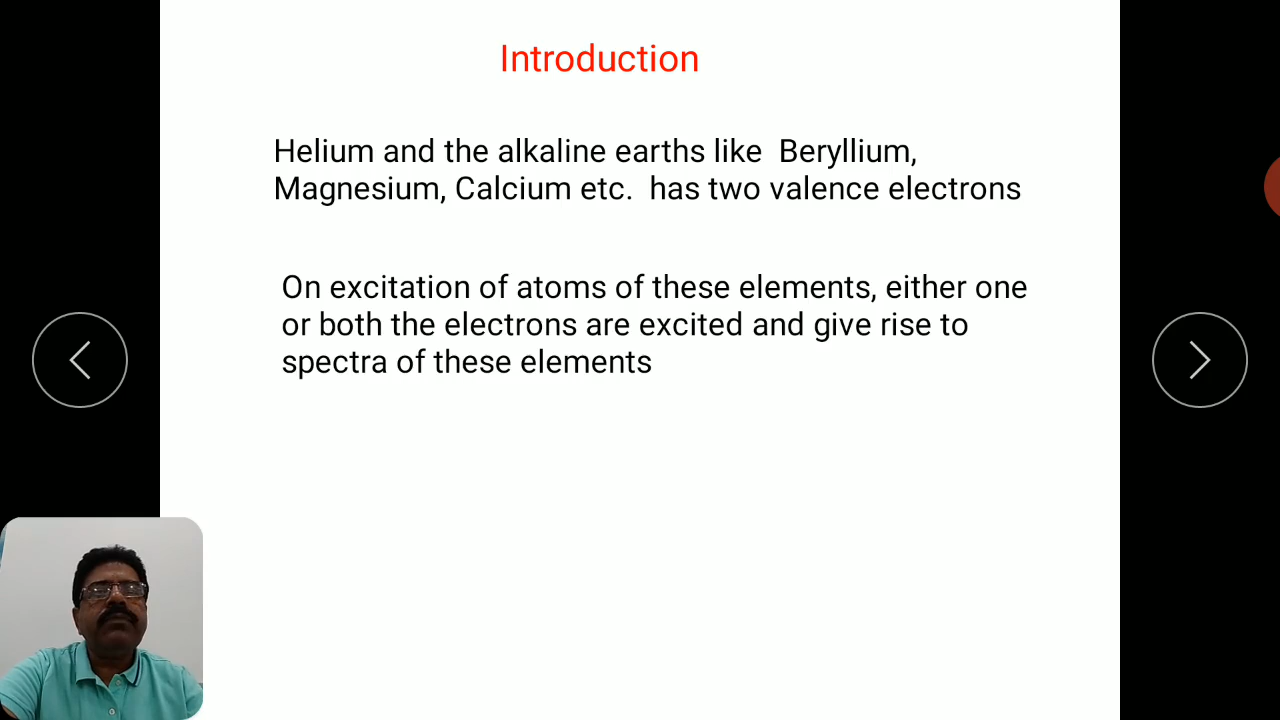 Introduction
Helium and the alkaline earths like  Beryllium,
Magnesium, Calcium etc.  has two valence electrons
On excitation of atoms of these elements, either one
or both the electrons are excited and give rise to
spectra of these elements